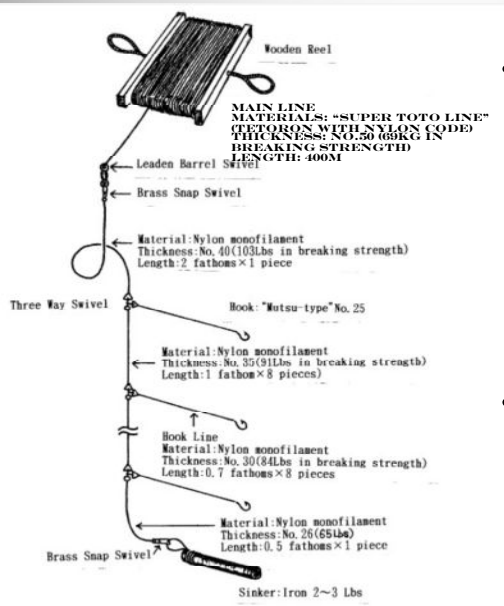 Wooden Reel
MAIN LINE
MATERIALS: “SUPER TOTO LINE”
(TETORON WITH NYLON CODE)
THICKNESS: NO.50 (69KG IN
BREAKING STRENGTH)
LENGTH: 400M
Leaden Barrel Swivel
Brass Snap Swivel
Material:Nylon monofilament
Thickness:No. 40(103Lbs in breaking strength)
Length:2 fathoms×1 piece
Three Way Swivel
Hook:"Mutsu-type"No. 25
Material:Nylon monofilament
Thickness:No. 35(91Lbs in breaking strength)
Length:1 fathom×8 pieces)
Hook Line
Material:Nylon monofilament
Thickness:No. 30(84Lbs in breaking strength)
Length:0.7 fathoms×8 pieces
Material:Nylon monofilament
Thickness:No. 26(65Lbs)
Length:0.5 fathoms×1 piece
Brass Snap Swivel
Sinker:Iron 2~3 Lbs